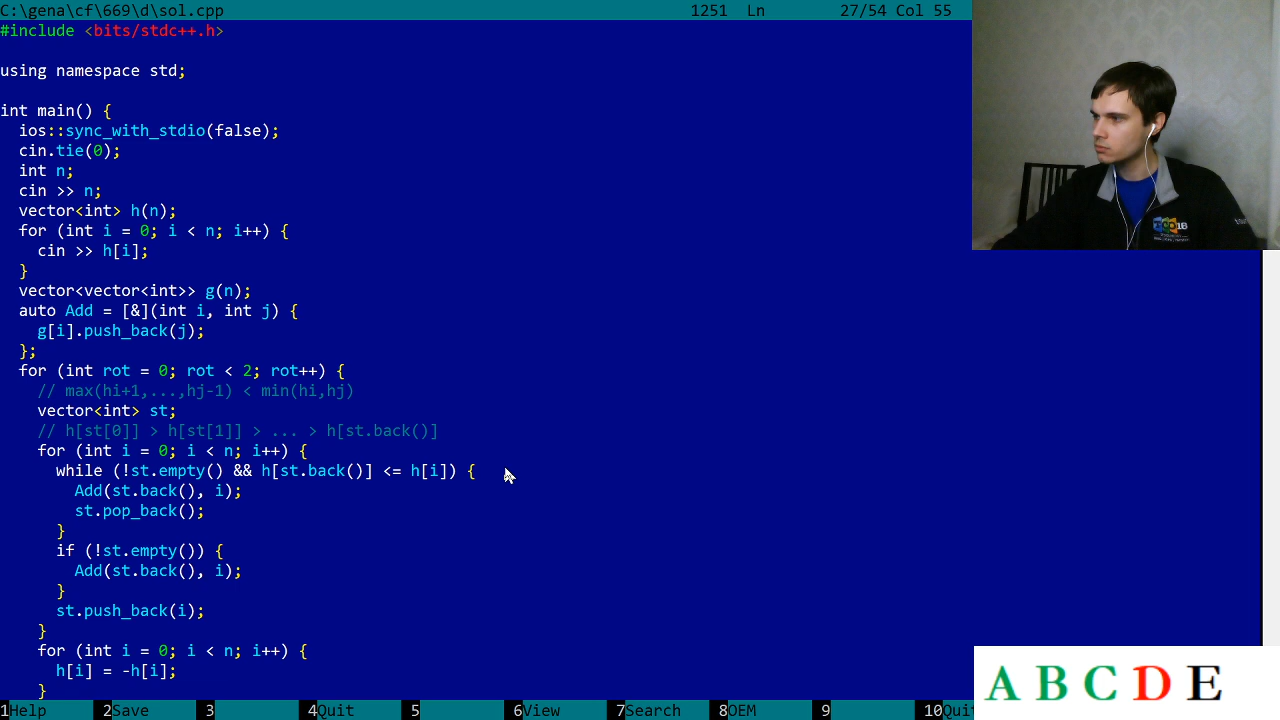 C:\gena\cf\669\d\sol.cpp 1251 Ln 27/54 Col 55
#include <bits/stdc++.h>
using namespace std;
int main() {
ios::sync_with_stdio(false);
cin.tie(0);
int n;
cin >> n;
vector<int> h(n);
for (int i = 0; i < n; i++) {
cin >> h[i];
}
vector<vector<int>> g(n);
auto Add = [&](int i, int j) {
g[i].push_back(j);
};
for (int rot = 0; rot < 2; rot++) {
// max(hi+1,...,hj-1) < min(hi,hj)
vector<int> st;
// h[st[0]] > h[st[1]] > ... > h[st.back()]
for (int i = 0; i < n; i++) {
while (!st.empty() && h[st.back()] <= h[i]) {
Add(st.back(), i);
st.pop_back();
}
if (!st.empty()) {
Add(st.back(), i);
}
st.push_back(i);
}
for (int i = 0; i < n; i++) {
h[i] = -h[i];
}
1Help 2Save 3 4Quit 5 6View 7Search 8OEM 9 10Qui
A B C D E